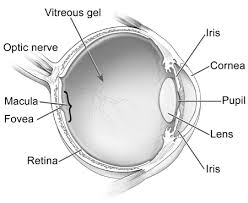 Vitreous gel
Optic nerve
Macula
Fovea
Retina
Iris
Cornea
Pupil
Lens
Iris